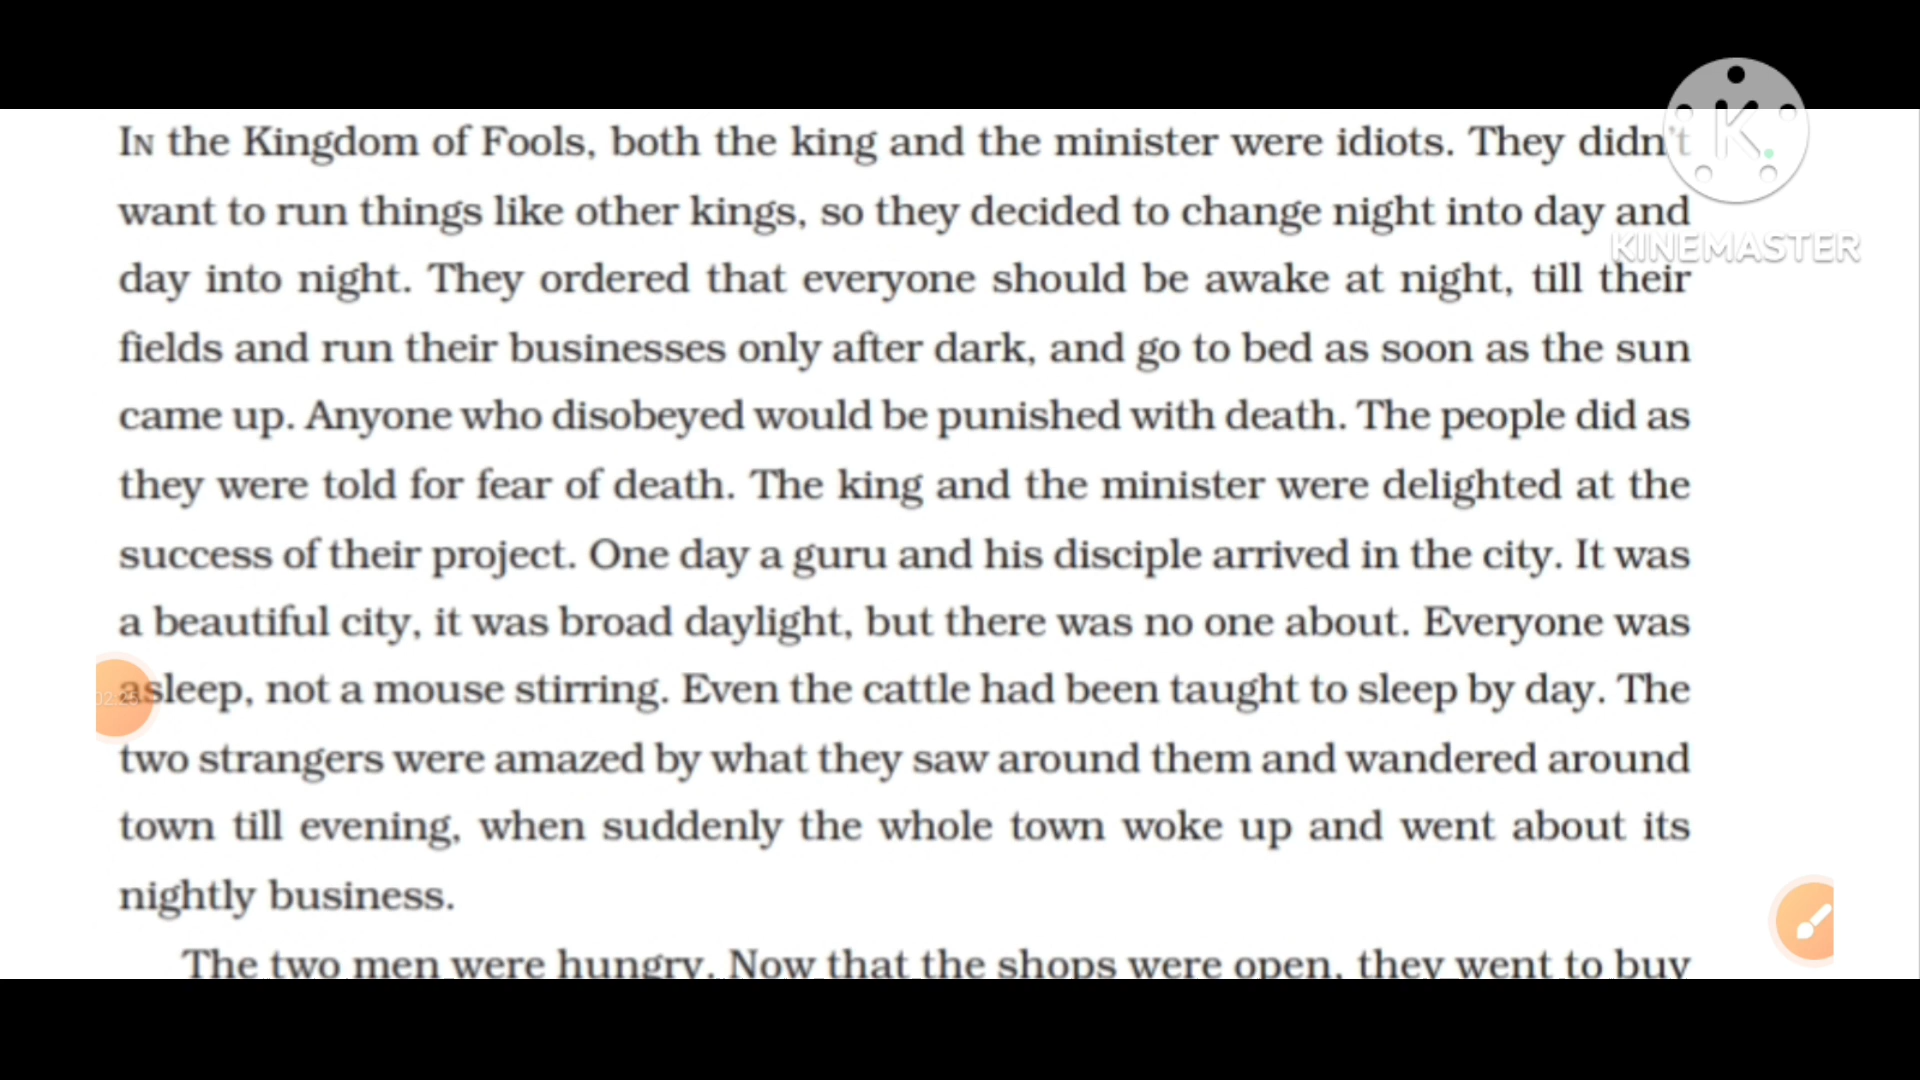 IN the Kingdom of Fools, both the king and the minister were idiots. They didn't
want to run things like other kings, so they decided to change night into day and
day into night. They ordered that everyone should be awake at night, till their
fields and run their businesses only after dark, and go to bed as soon as the sun
came up. Anyone who disobeyed would be punished with death. The people did as
they were told for fear of death. The king and the minister were delighted at the
success of their project. One day a guru and his disciple arrived in the city. It was
a beautiful city, it was broad daylight, but there was no one about. Everyone was
asleep, not a mouse stirring. Even the cattle had been taught to sleep by day. The
two strangers were amazed by what they saw around them and wandered around
town till evening, when suddenly the whole town woke up and went about its
nightly business.
The two men were hungry. Now that the shops were open, they went to buy
K.
KINEMASTER